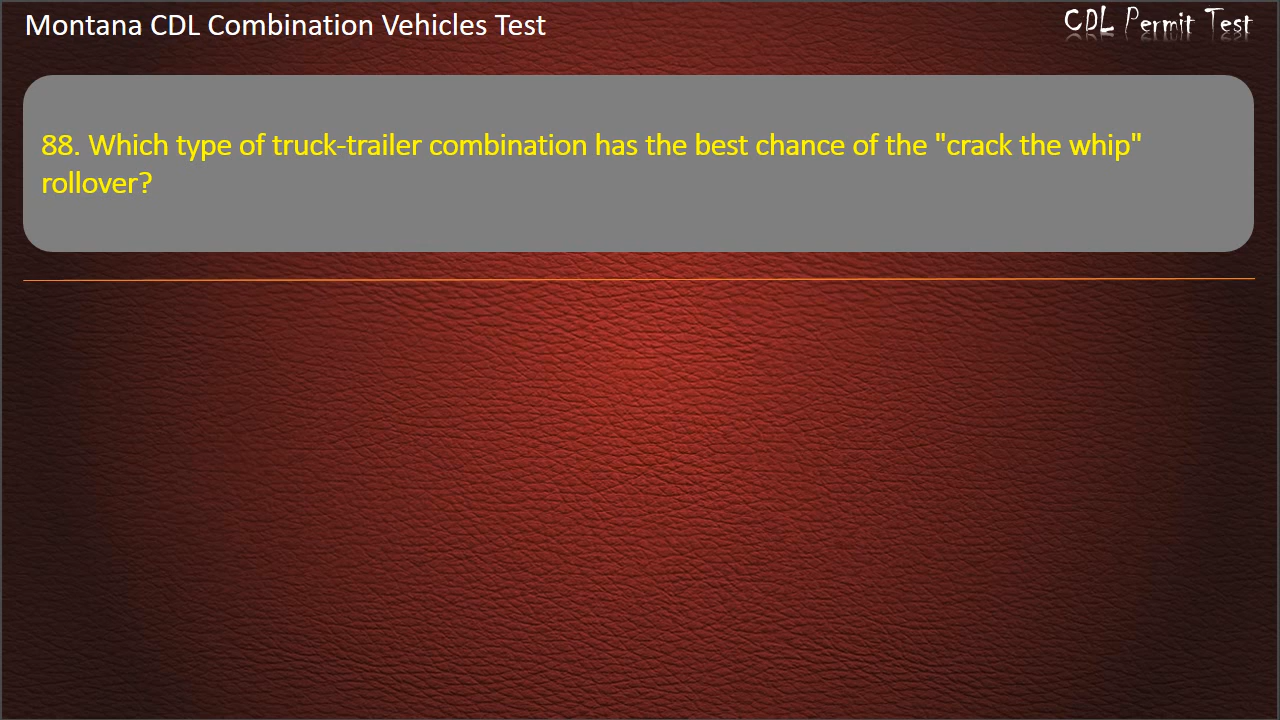 Montana CDL Combination Vehicles Test
CDL Permit Test
88. Which type of truck-trailer combination has the best chance of the "crack the whip"
rollover?